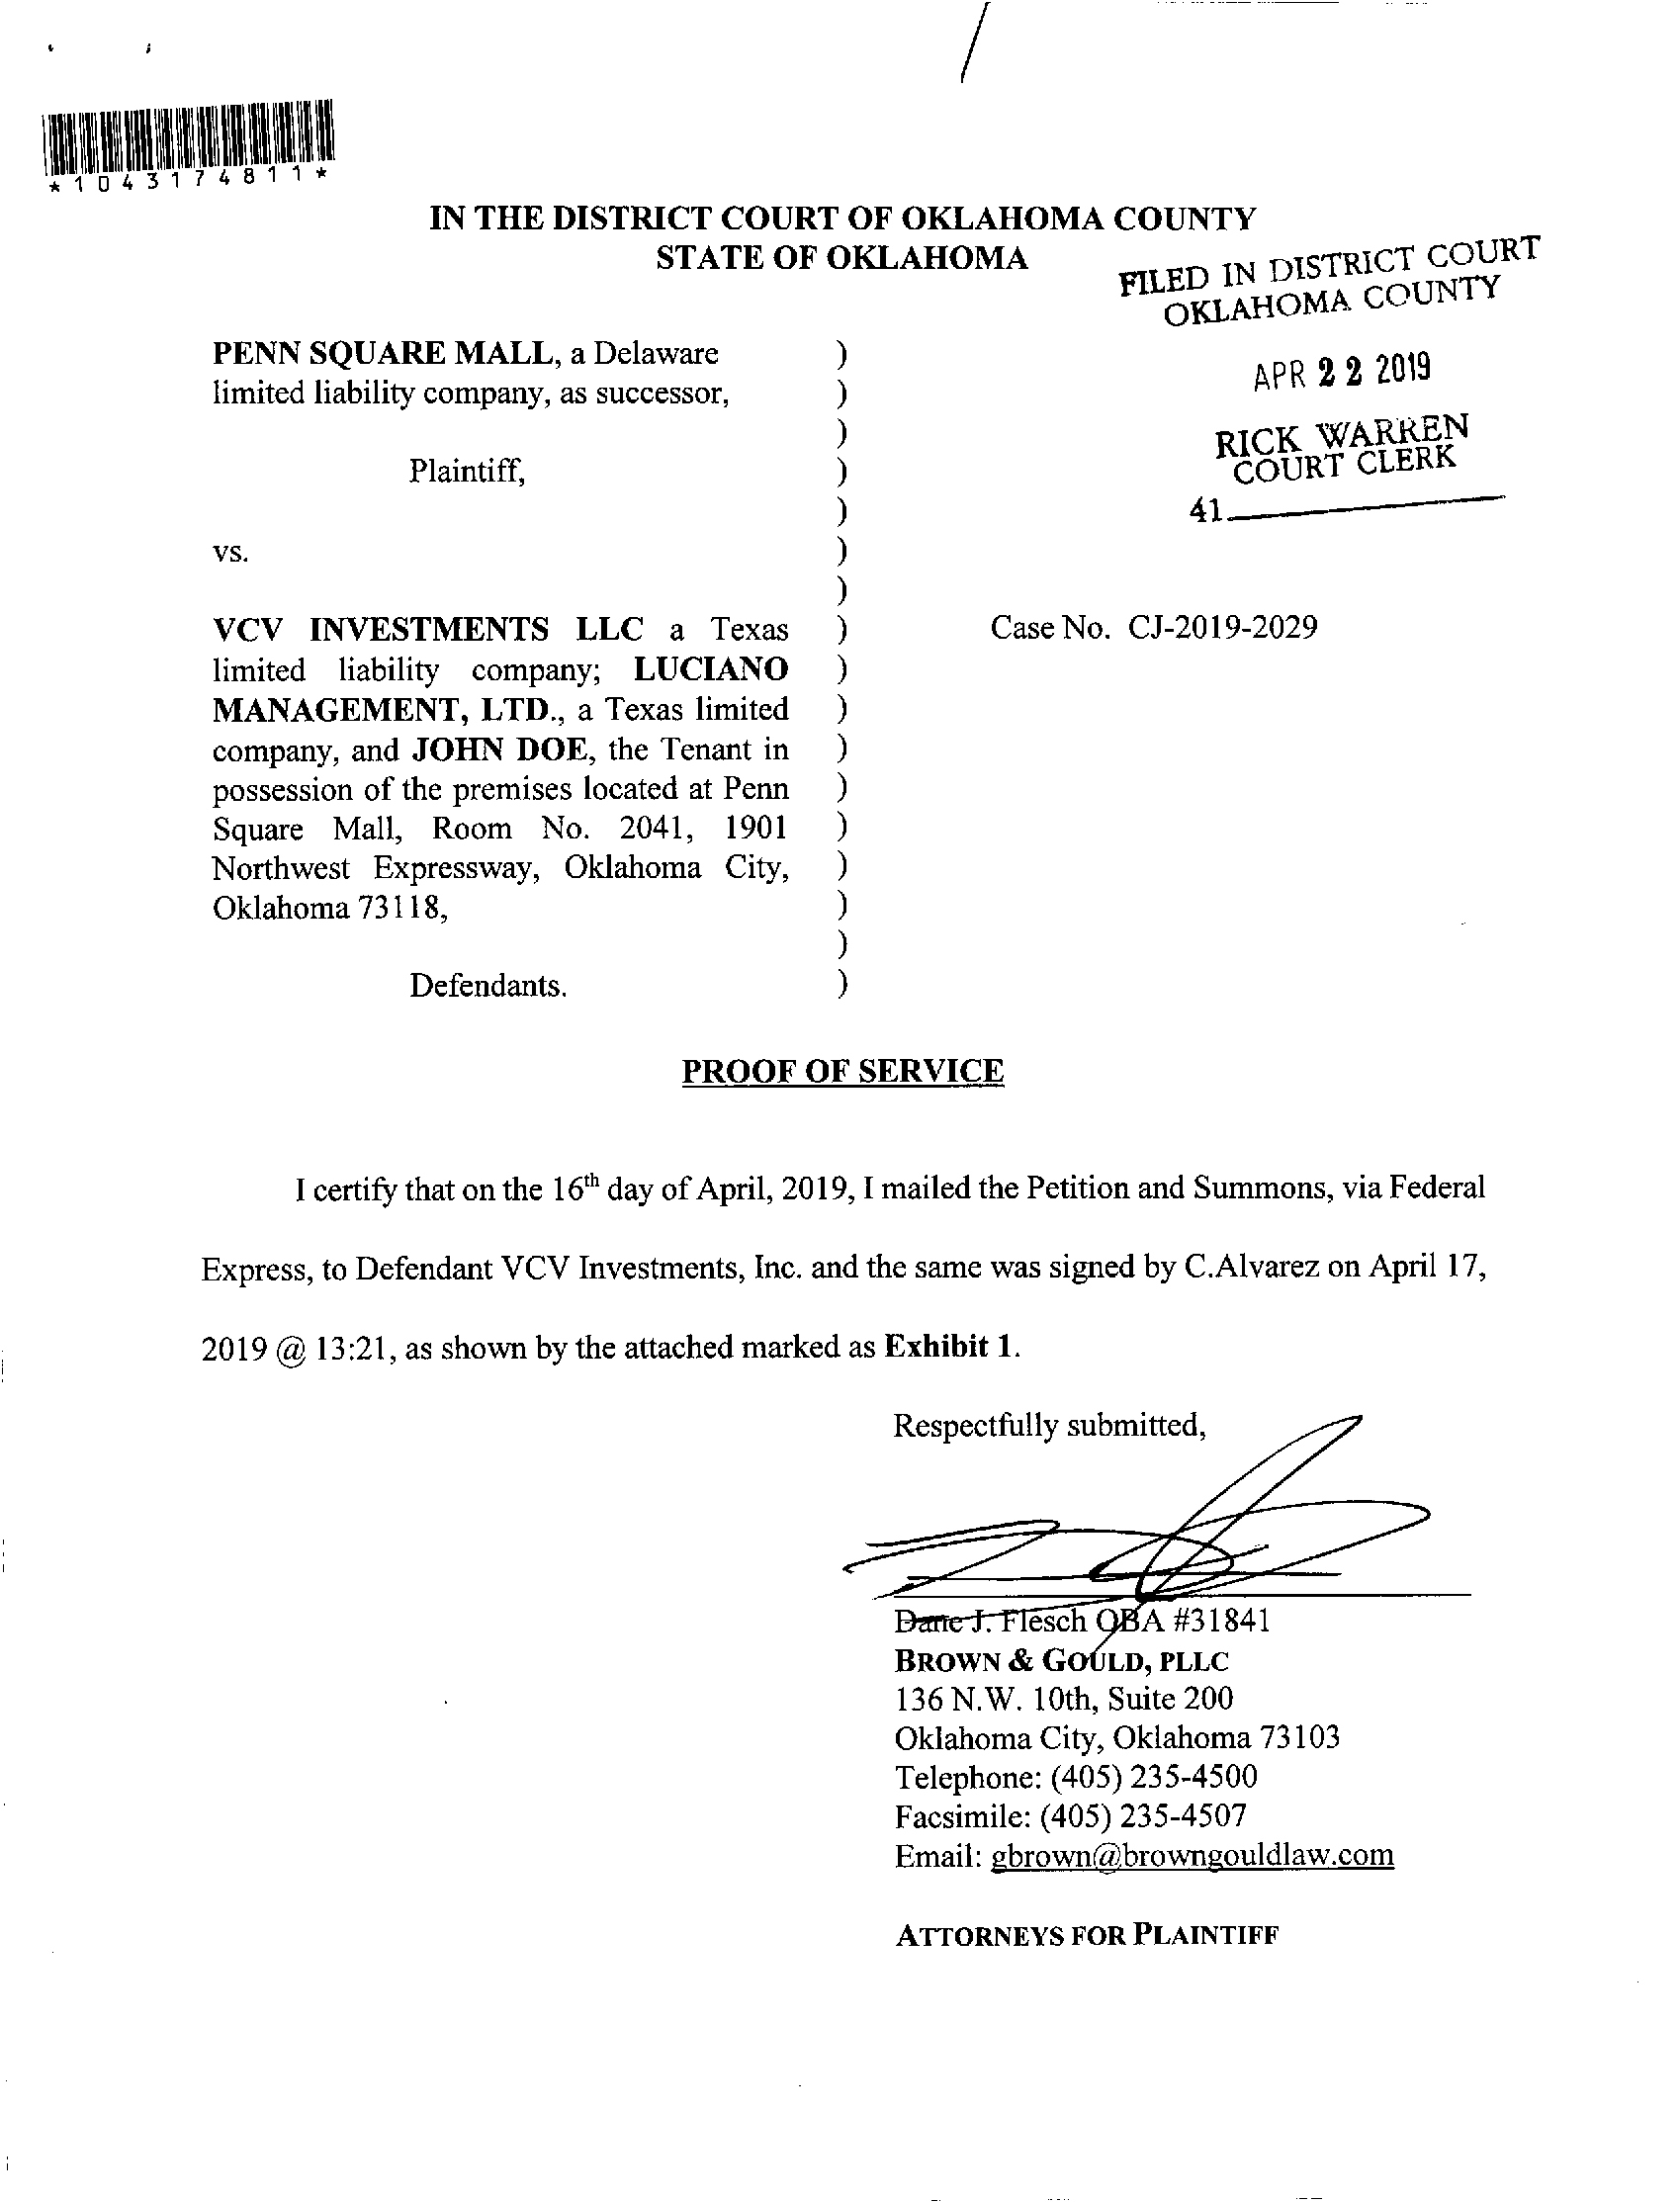 *1043174811*
IN THE DISTRICT COURT OF OKLAHOMA COUNTY
STATE OF OKLAHOMA
FILED IN DISTRICT COURT
OKLAHOMA COUNTY
APR 22 2019
RICK WARREN
COURT CLERK
41
PENN SQUARE MALL, a Delaware )
limited liability company, as successor, )
)
Plaintiff, )
)
vs. )
)
VCV INVESTMENTS LLC a Texas )
limited liability company; LUCIANO )
MANAGEMENT, LTD., a Texas limited )
company, and JOHN DOE, the Tenant in )
possession of the premises located at Penn )
Square Mall, Room No. 2041, 1901 )
Northwest Expressway, Oklahoma City, )
Oklahoma 73118, )
)
Defendants. )
Case No. CJ-2019-2029
PROOF OF SERVICE
I certify that on the 16th day of April, 2019, I mailed the Petition and Summons, via Federal
Express, to Defendant VCV Investments, Inc. and the same was signed by C.Alvarez on April 17,
2019 @ 13:21, as shown by the attached marked as Exhibit 1.
Respectfully submitted,
Dane J. Flesch OBA #31841
BROWN & GOULD, PLLC
136 N.W. 10th, Suite 200
Oklahoma City, Oklahoma 73103
Telephone: (405) 235-4500
Facsimile: (405) 235-4507
Email: gbrown@browngouldlaw.com
ATTORNEYS FOR PLAINTIFF